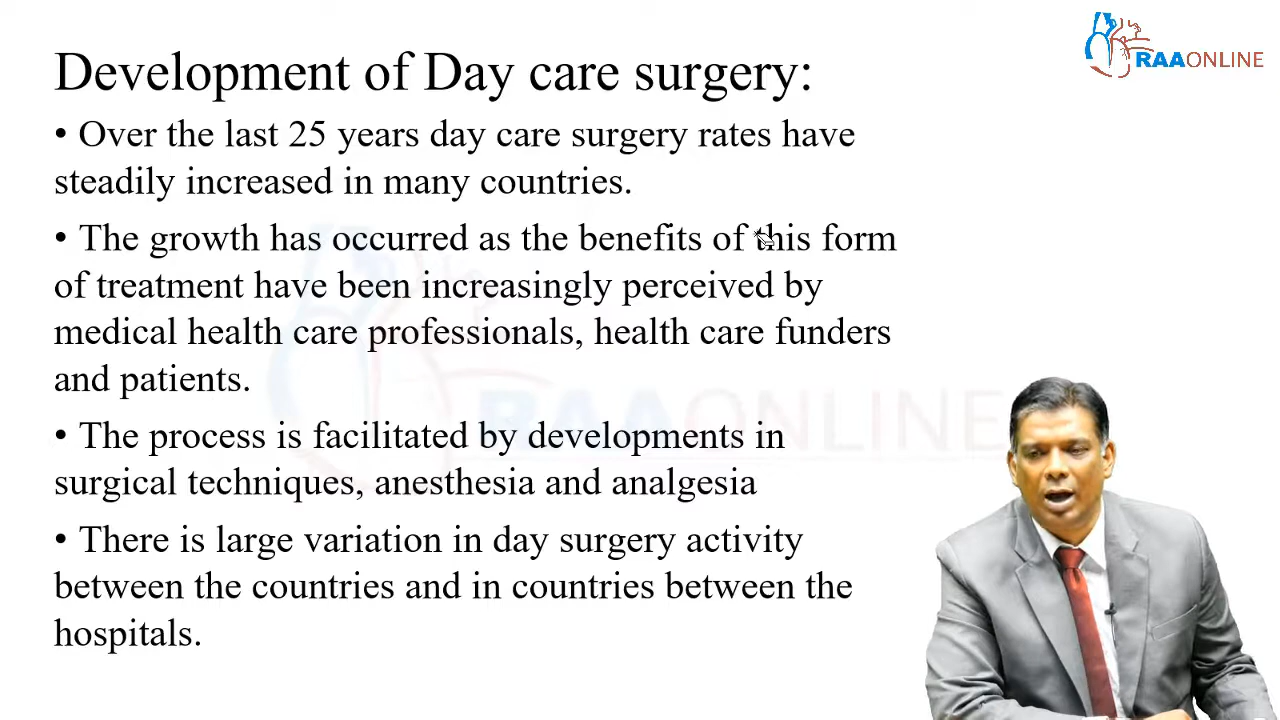 Development of Day care surgery:
RAAONLINE
• Over the last 25 years day care surgery rates have
steadily increased in many countries.
• The growth has occurred as the benefits of this form
of treatment have been increasingly perceived by
medical health care professionals, health care funders
and patients.
• The process is facilitated by developments in
surgical techniques, anesthesia and analgesia
• There is large variation in day surgery activity
between the countries and in countries between the
hospitals.
RAAONLINE